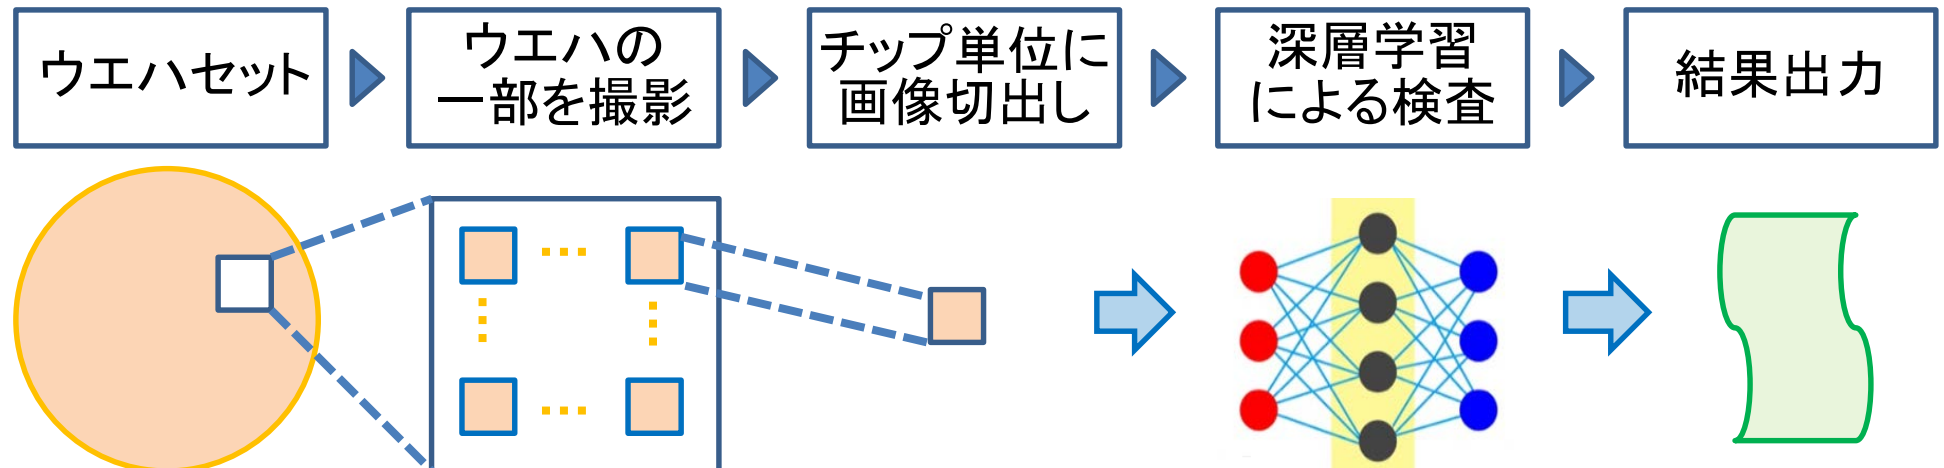 ウエハセット
ウエハの
一部を撮影
チップ単位に
画像切出し
深層学習
による検査
結果出力